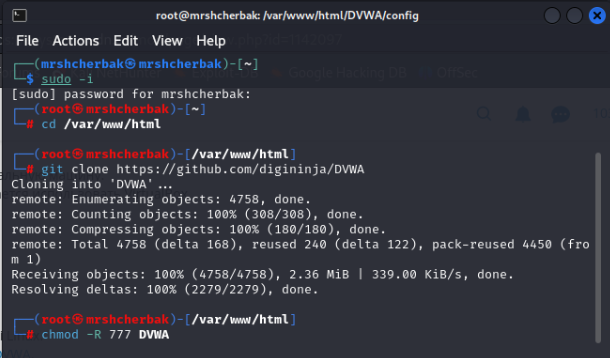 root@mrshcherbak: /var/www/html/DVWA/config
File Actions Edit View Help
┌──(mrshcherbak㉿mrshcherbak)-[~]
└─$ sudo -i
[sudo] password for mrshcherbak:
┌──(root㉿mrshcherbak)-[~]
└─# cd /var/www/html
┌──(root㉿mrshcherbak)-[/var/www/html]
└─# git clone https://github.com/digininja/DVWA
Cloning into 'DVWA'...
remote: Enumerating objects: 4758, done.
remote: Counting objects: 100% (308/308), done.
remote: Compressing objects: 100% (180/180), done.
remote: Total 4758 (delta 168), reused 240 (delta 122), pack-reused 4450 (fro
m 1)
Receiving objects: 100% (4758/4758), 2.36 MiB | 339.00 KiB/s, done.
Resolving deltas: 100% (2279/2279), done.
┌──(root㉿mrshcherbak)-[/var/www/html]
└─# chmod -R 777 DVWA